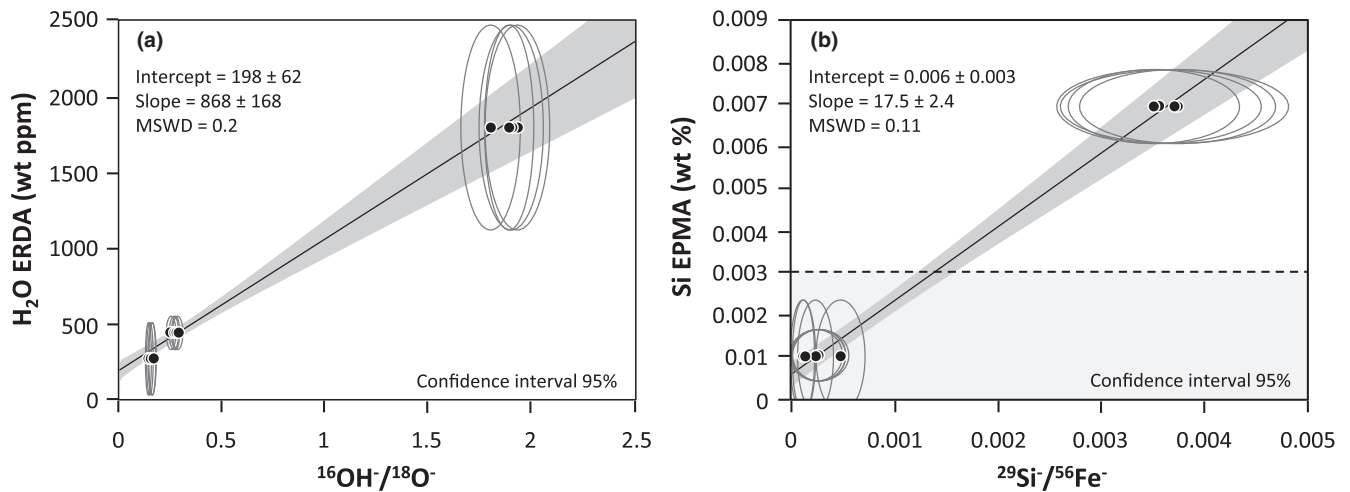 (a)
Intercept = 198 ± 62
Slope = 868 ± 168
MSWD = 0.2
Confidence interval 95%
H₂O ERDA (wt ppm)
2500
2000
1500
1000
500
0
0 0.5 1 1.5 2 2.5
¹⁶OH⁻/¹⁸O⁻
(b)
Intercept = 0.006 ± 0.003
Slope = 17.5 ± 2.4
MSWD = 0.11
Confidence interval 95%
Si EPMA (wt %)
0.009
0.008
0.007
0.006
0.005
0.004
0.003
0.002
0.01
0
0 0.001 0.002 0.003 0.004 0.005
²⁹Si⁻/⁵⁶Fe⁻